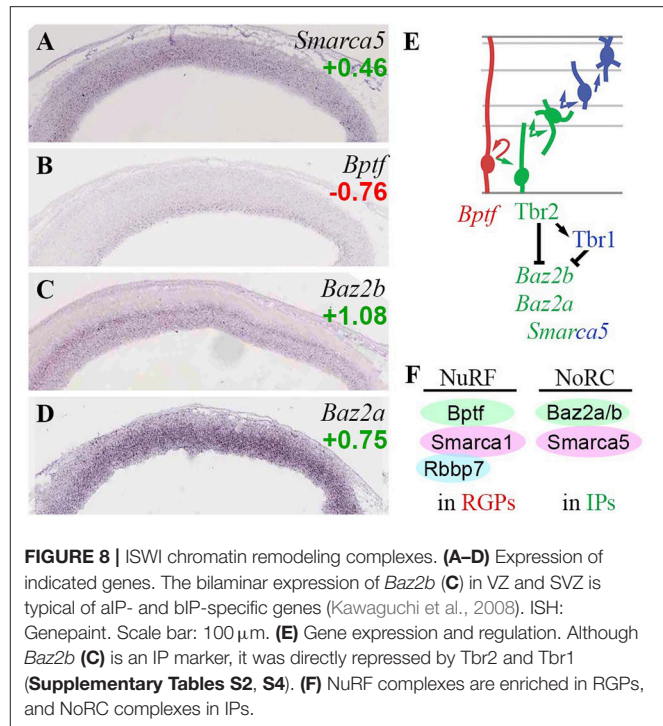 A
Smarca5
+0.46
B
Bptf
-0.76
C
Baz2b
+1.08
D
Baz2a
+0.75
E
Bptf
Tbr2
Tbr1
Baz2b
Baz2a
Smarca5
F
NuRF
NoRC
Bptf
Baz2a/b
Smarca1
Smarca5
Rbbp7
in RGPs
in IPs
FIGURE 8 | ISWI chromatin remodeling complexes. (A–D) Expression of
indicated genes. The bilaminar expression of Baz2b (C) in VZ and SVZ is
typical of aIP- and bIP-specific genes (Kawaguchi et al., 2008). ISH:
Genepaint. Scale bar: 100 μm. (E) Gene expression and regulation. Although
Baz2b (C) is an IP marker, it was directly repressed by Tbr2 and Tbr1
(Supplementary Tables S2, S4). (F) NuRF complexes are enriched in RGPs,
and NoRC complexes in IPs.